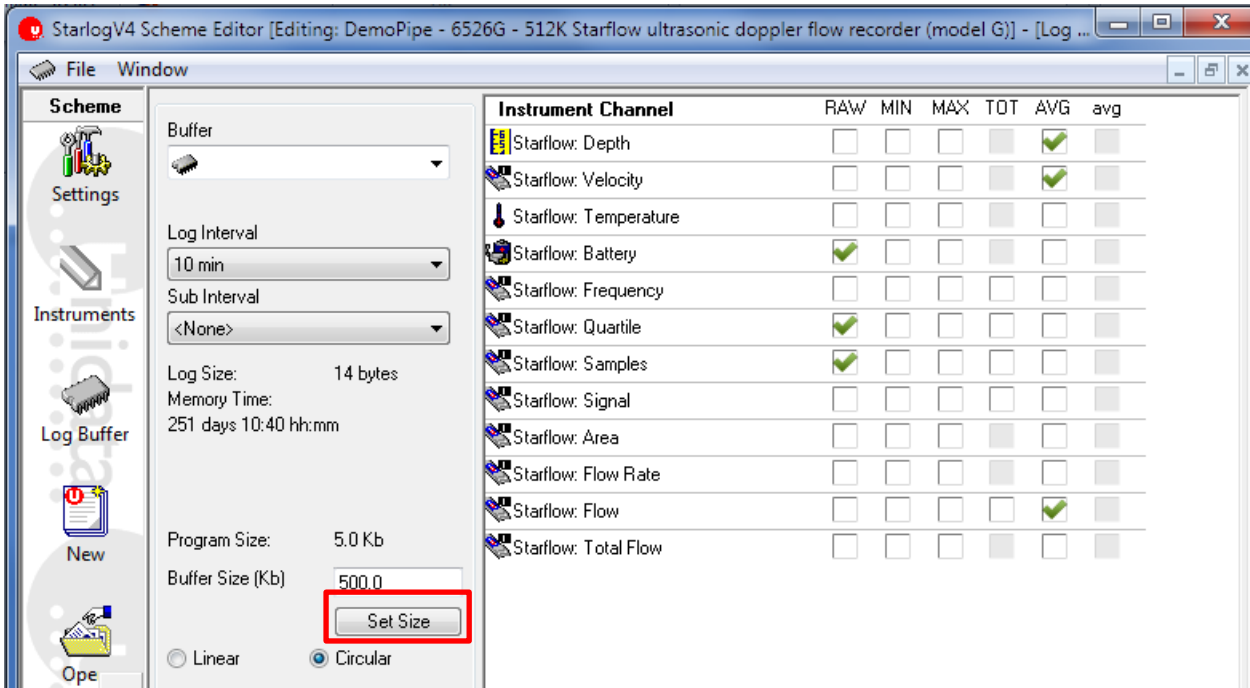 StarlogV4 Scheme Editor [Editing: DemoPipe - 6526G - 512K Starflow ultrasonic doppler flow recorder (model G)] - [Log ...
File Window
Scheme
Settings
Instruments
Log Buffer
New
Ope
Buffer
Log Interval
10 min
Sub Interval
<None>
Log Size: 14 bytes
Memory Time:
251 days 10:40 hh:mm
Program Size: 5.0 Kb
Buffer Size (Kb) 500.0
Set Size
Linear Circular
Instrument Channel RAW MIN MAX TOT AVG avg
Starflow: Depth
Starflow: Velocity
Starflow: Temperature
Starflow: Battery
Starflow: Frequency
Starflow: Quartile
Starflow: Samples
Starflow: Signal
Starflow: Area
Starflow: Flow Rate
Starflow: Flow
Starflow: Total Flow
Unidata